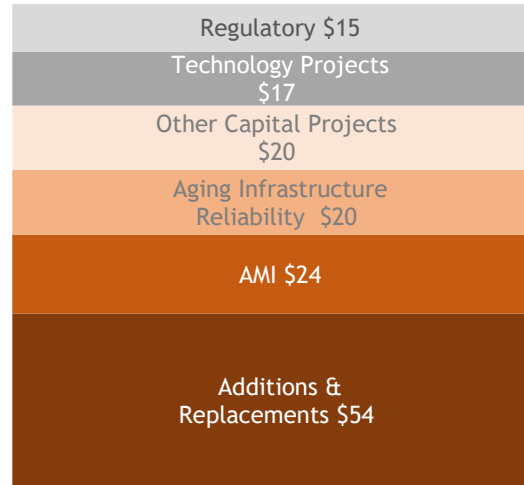 Regulatory $15
Technology Projects
$17
Other Capital Projects
$20
Aging Infrastructure
Reliability $20
AMI $24
Additions &
Replacements $54